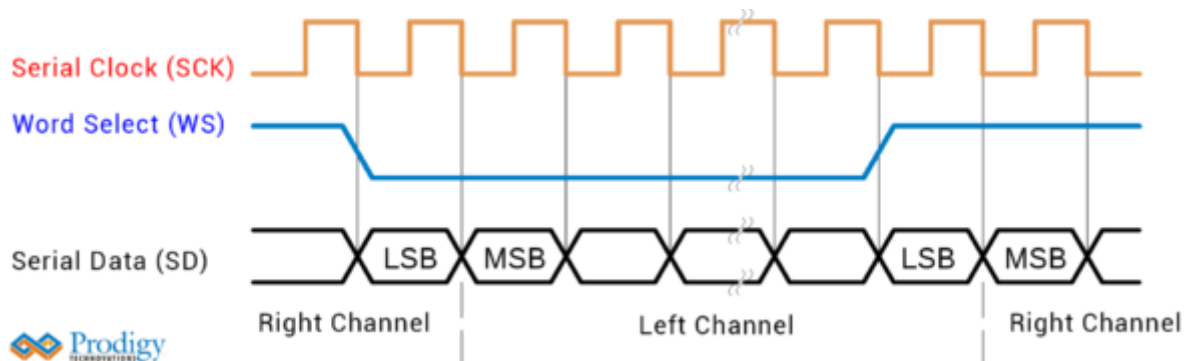 Serial Clock (SCK)
Word Select (WS)
Serial Data (SD)
LSB
MSB
LSB
MSB
Right Channel
Left Channel
Right Channel
Prodigy
TECHNOVATIONS